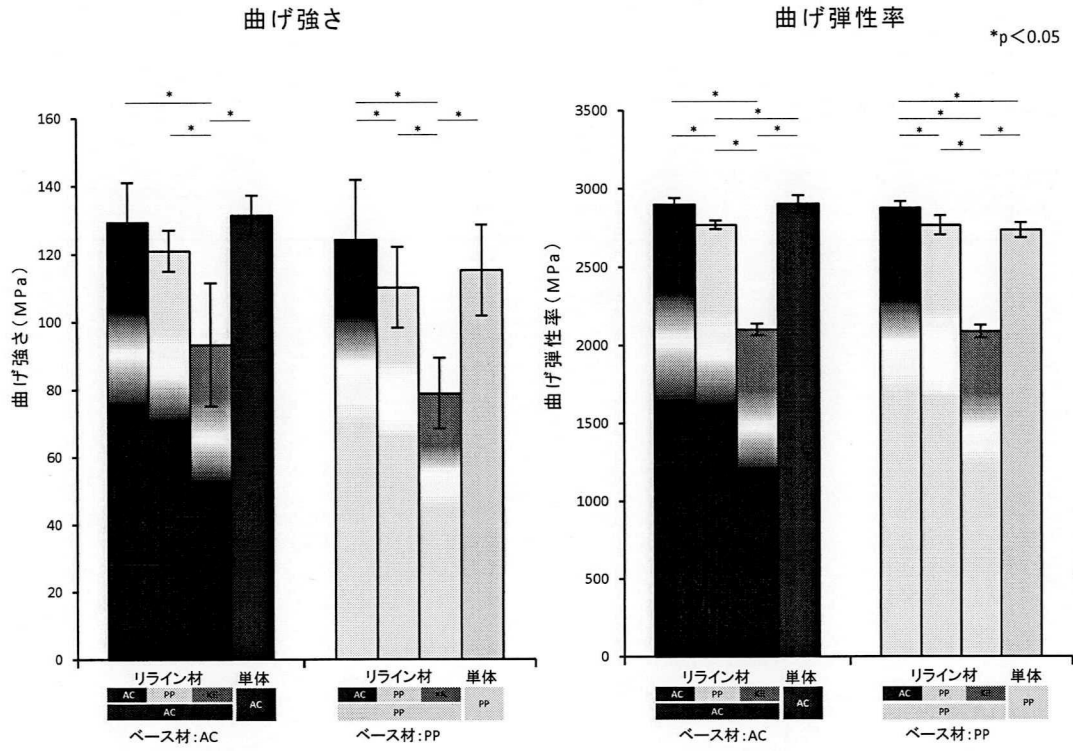 曲げ強さ
曲げ弾性率
*p＜0.05
曲げ強さ(MPa)
160
140
120
100
80
60
40
20
0
* * *
* * * *
リライン材 単体
AC PP KE
AC
AC
ベース材:AC
リライン材 単体
AC PP KE
PP
PP
ベース材:PP
曲げ弾性率(MPa)
3500
3000
2500
2000
1500
1000
500
0
* * * * *
* * * * *
リライン材 単体
AC PP KE
AC
AC
ベース材:AC
リライン材 単体
AC PP KE
PP
PP
ベース材:PP